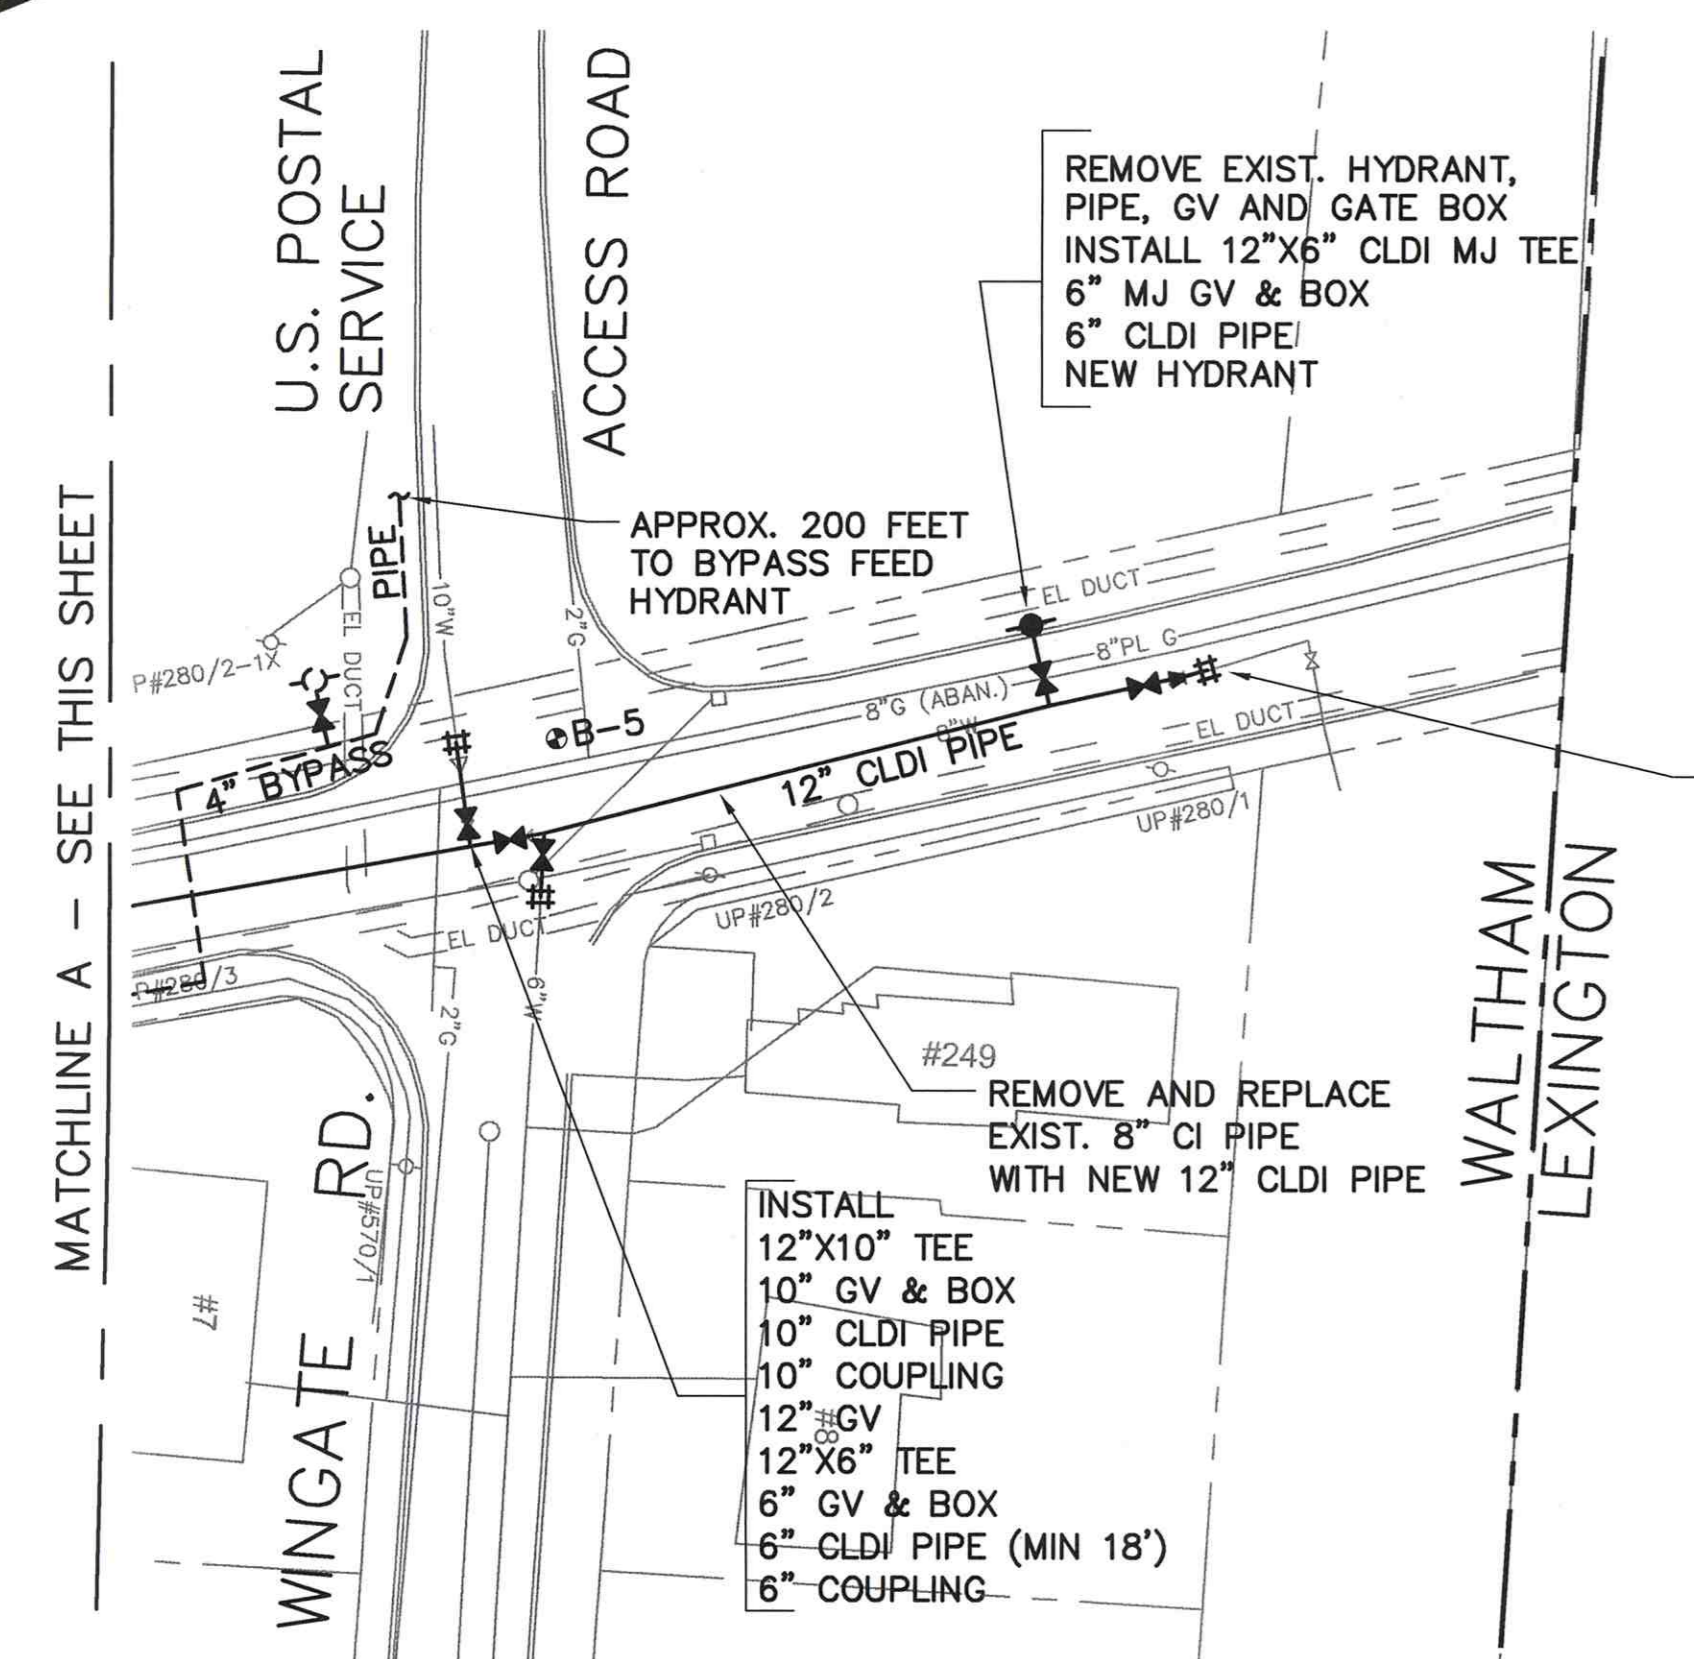 MATCHLINE A - SEE THIS SHEET
U.S. POSTAL
SERVICE
ACCESS ROAD
REMOVE EXIST. HYDRANT,
PIPE, GV AND GATE BOX
INSTALL 12"X6" CLDI MJ TEE
6" MJ GV & BOX
6" CLDI PIPE
NEW HYDRANT
APPROX. 200 FEET
TO BYPASS FEED
HYDRANT
PIPE
10"W
2"G
EL DUCT
P#280/2-1X
4" BYPASS
B-5
EL DUCT
8"PL G
8"G (ABAN.)
8"W
12" CLDI PIPE
EL DUCT
UP#280/1
UP#280/2
EL DUCT
P#280/3
2"G
6"W
#249
REMOVE AND REPLACE
EXIST. 8" CI PIPE
WITH NEW 12" CLDI PIPE
WALTHAM
LEXINGTON
WINGATE RD.
UP#570/1
#7
INSTALL
12"X10" TEE
10" GV & BOX
10" CLDI PIPE
10" COUPLING
12" GV
12"X6" TEE
6" GV & BOX
6" CLDI PIPE (MIN 18')
6" COUPLING
#8